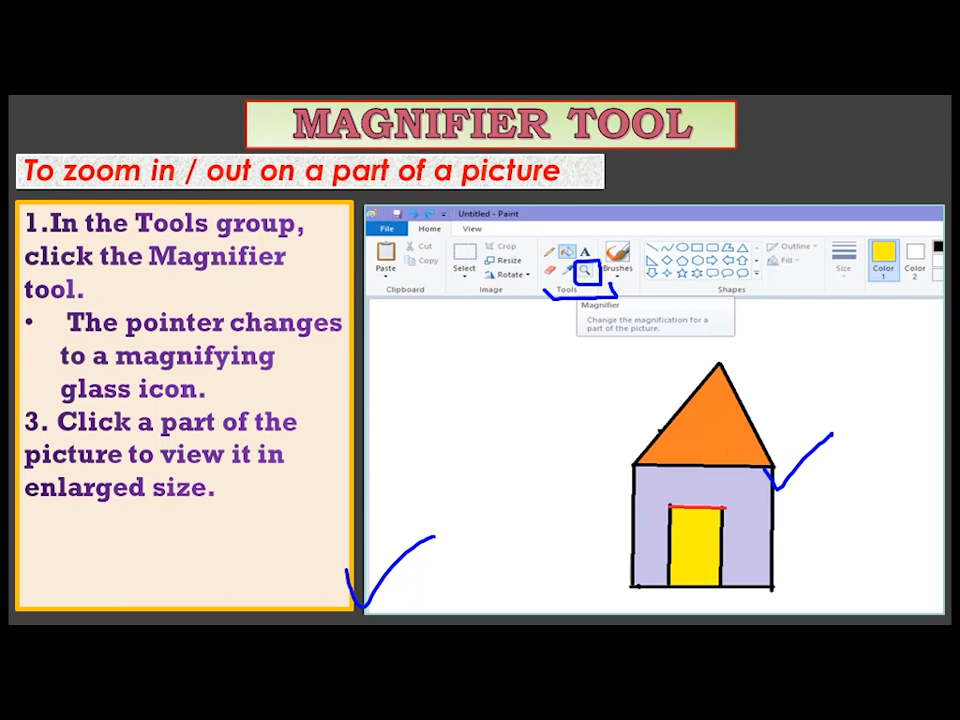 MAGNIFIER TOOL
To zoom in / out on a part of a picture
1.In the Tools group,
click the Magnifier
tool.
• The pointer changes
to a magnifying
glass icon.
3. Click a part of the
picture to view it in
enlarged size.
Untitled - Paint
File Home View
Paste
Cut
Copy
Clipboard
Select
Crop
Resize
Rotate
Image
A
Tools
Brushes
Shapes
Outline
Fill
Size
Color
1
Color
2
Magnifier
Change the magnification for a
part of the picture.